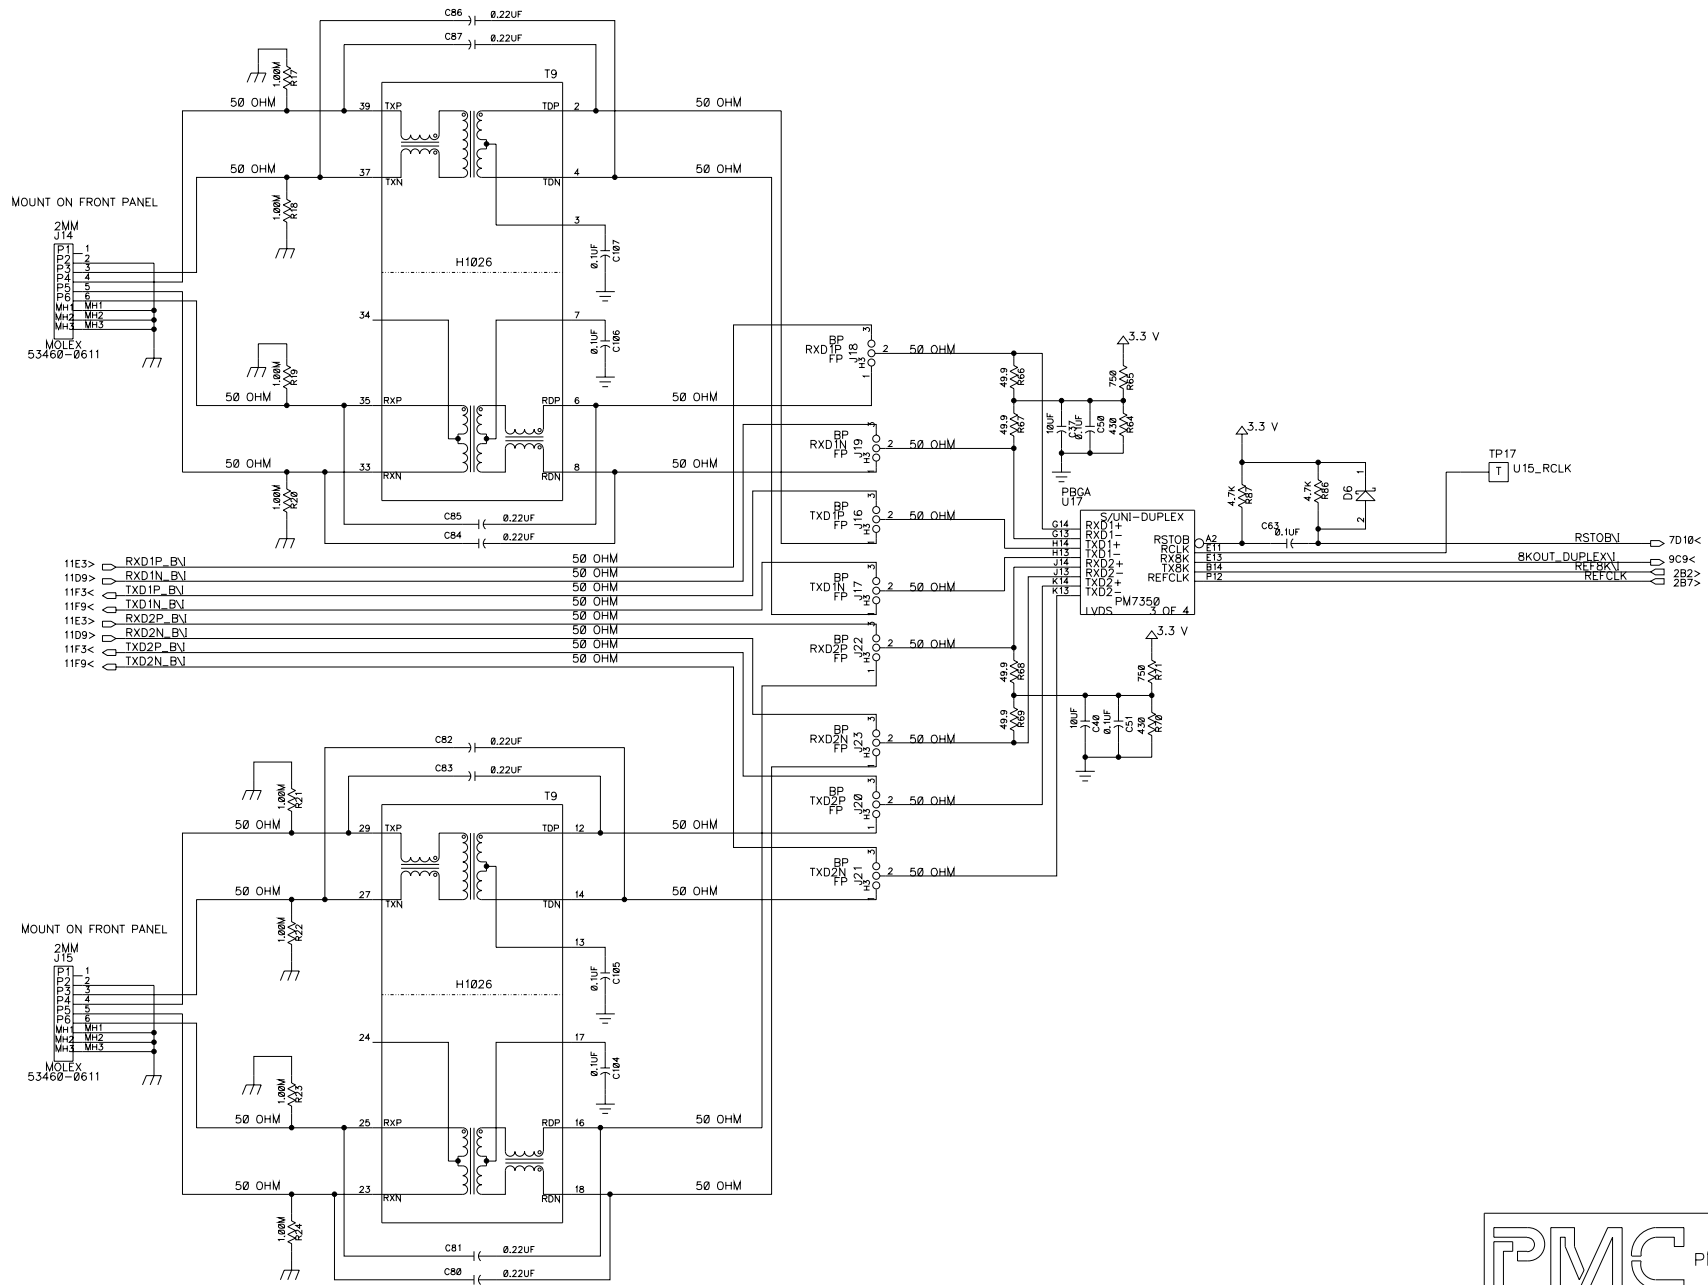 C86 0.22UF
C87 0.22UF
T9
1.00M R17
50 OHM 39 TXP TDP 2 50 OHM
50 OHM 37 TXN TDN 4 50 OHM
1.00M R18
MOUNT ON FRONT PANEL
2MM
J14
P1 1
P2 2
P3 3
P4 4
P5 5
P6 6
MH1 MH1
MH2 MH2
MH3 MH3
MOLEX
53460-0611
3
0.1UF C107
H1026
34
7
0.1UF C106
1.00M R19
50 OHM 35 RXP RDP 6 50 OHM
50 OHM 33 RXN RDN 8 50 OHM
1.00M R20
C85 0.22UF
C84 0.22UF
BP
RXD1P
FP
J18 H3 3 2 1 50 OHM
BP
RXD1N
FP
J19 H3 3 2 1 50 OHM
BP
TXD1P
FP
J16 H3 3 2 1 50 OHM
BP
TXD1N
FP
J17 H3 3 2 1 50 OHM
BP
RXD2P
FP
J22 H3 3 2 1 50 OHM
BP
RXD2N
FP
J23 H3 3 2 1 50 OHM
BP
TXD2P
FP
J20 H3 3 2 1 50 OHM
BP
TXD2N
FP
J21 H3 3 2 1 50 OHM
49.9 R66
49.9 R67
3.3 V
750 R65
430 R64
10UF C37
0.1UF C50
3.3 V
4.7K R87
4.7K R86
D6 1 2
C63 0.1UF
TP17
T U15_RCLK
PBGA
U17
S/UNI-DUPLEX
G14 RXD1+
G13 RXD1-
H14 TXD1+
H13 TXD1-
J14 RXD2+
J13 RXD2-
K14 TXD2+
K13 TXD2-
RSTOB A2
RCLK E11
RX8K E13
TX8K B14
REFCLK P12
PM7350
LVDS 3 OF 4
RSTOB\I 7D10<
8KOUT_DUPLEX\I 9C9<
REF8K\I 2B2>
REFCLK 2B7>
11E3> RXD1P_B\I 50 OHM
11D9> RXD1N_B\I 50 OHM
11F3< TXD1P_B\I 50 OHM
11F9< TXD1N_B\I 50 OHM
11E3> RXD2P_B\I 50 OHM
11D9> RXD2N_B\I 50 OHM
11F3< TXD2P_B\I 50 OHM
11F9< TXD2N_B\I 50 OHM
49.9 R68
49.9 R69
3.3 V
750 R71
430 R70
10UF C40
0.1UF C51
C82 0.22UF
C83 0.22UF
T9
1.00M R21
50 OHM 29 TXP TDP 12 50 OHM
50 OHM 27 TXN TDN 14 50 OHM
1.00M R22
MOUNT ON FRONT PANEL
2MM
J15
P1 1
P2 2
P3 3
P4 4
P5 5
P6 6
MH1 MH1
MH2 MH2
MH3 MH3
MOLEX
53460-0611
13
0.1UF C105
H1026
24
17
0.1UF C104
1.00M R23
50 OHM 25 RXP RDP 16 50 OHM
50 OHM 23 RXN RDN 18 50 OHM
1.00M R24
C81 0.22UF
C80 0.22UF
PMC